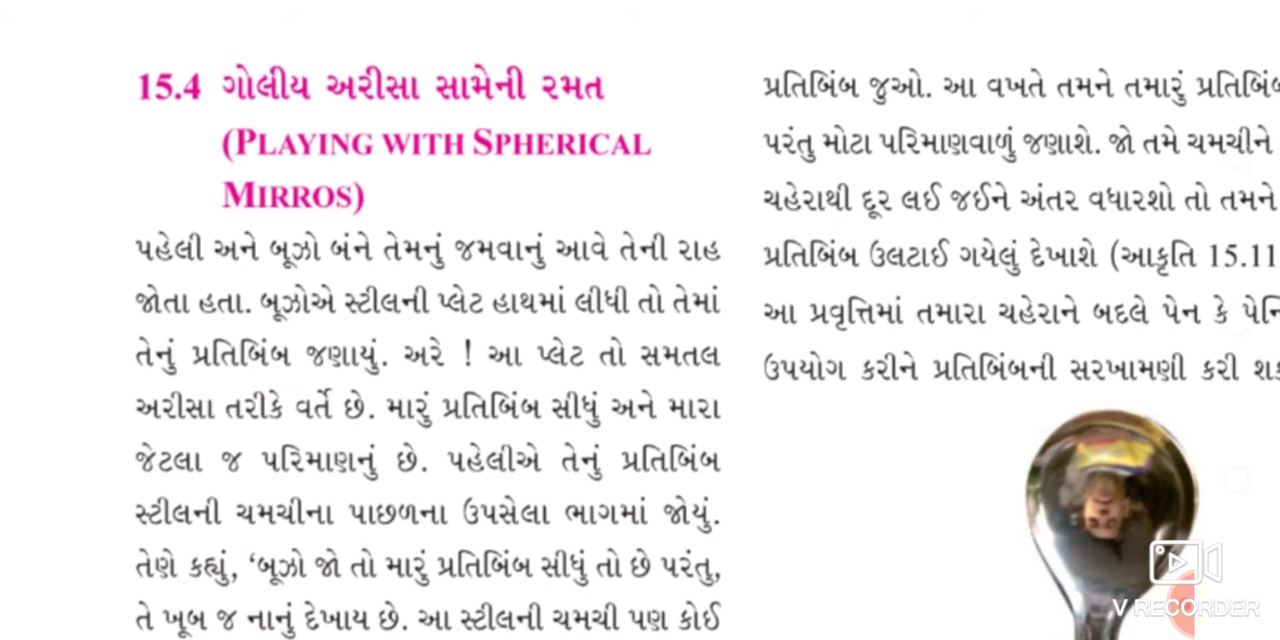 15.4 ગોલીય અરીસા સામેની રમત
(PLAYING WITH SPHERICAL
MIRROS)
પહેલી અને બૂઝો બંને તેમનું જમવાનું આવે તેની રાહ
જોતા હતા. બૂઝોએ સ્ટીલની પ્લેટ હાથમાં લીધી તો તેમાં
તેનું પ્રતિબિંબ જણાયું. અરે ! આ પ્લેટ તો સમતલ
અરીસા તરીકે વર્તે છે. મારું પ્રતિબિંબ સીધું અને મારા
જેટલા જ પરિમાણનું છે. પહેલીએ તેનું પ્રતિબિંબ
સ્ટીલની ચમચીના પાછળના ઉપસેલા ભાગમાં જોયું.
તેણે કહ્યું, ‘બૂઝો જો તો મારું પ્રતિબિંબ સીધું તો છે પરંતુ,
તે ખૂબ જ નાનું દેખાય છે. આ સ્ટીલની ચમચી પણ કોઈ
પ્રતિબિંબ જુઓ. આ વખતે તમને તમારું
પરંતુ મોટા પરિમાણવાળું જણાશે. જો તમે ચમચીને
ચહેરાથી દૂર લઈ જઈને અંતર વધારશો તો તમને
પ્રતિબિંબ ઉલટાઈ ગયેલું દેખાશે (આકૃતિ 15.11
આ પ્રવૃત્તિમાં તમારા ચહેરાને બદલે પેન કે
ઉપયોગ કરીને પ્રતિબિંબની સરખામણી કરી
V RECORDER